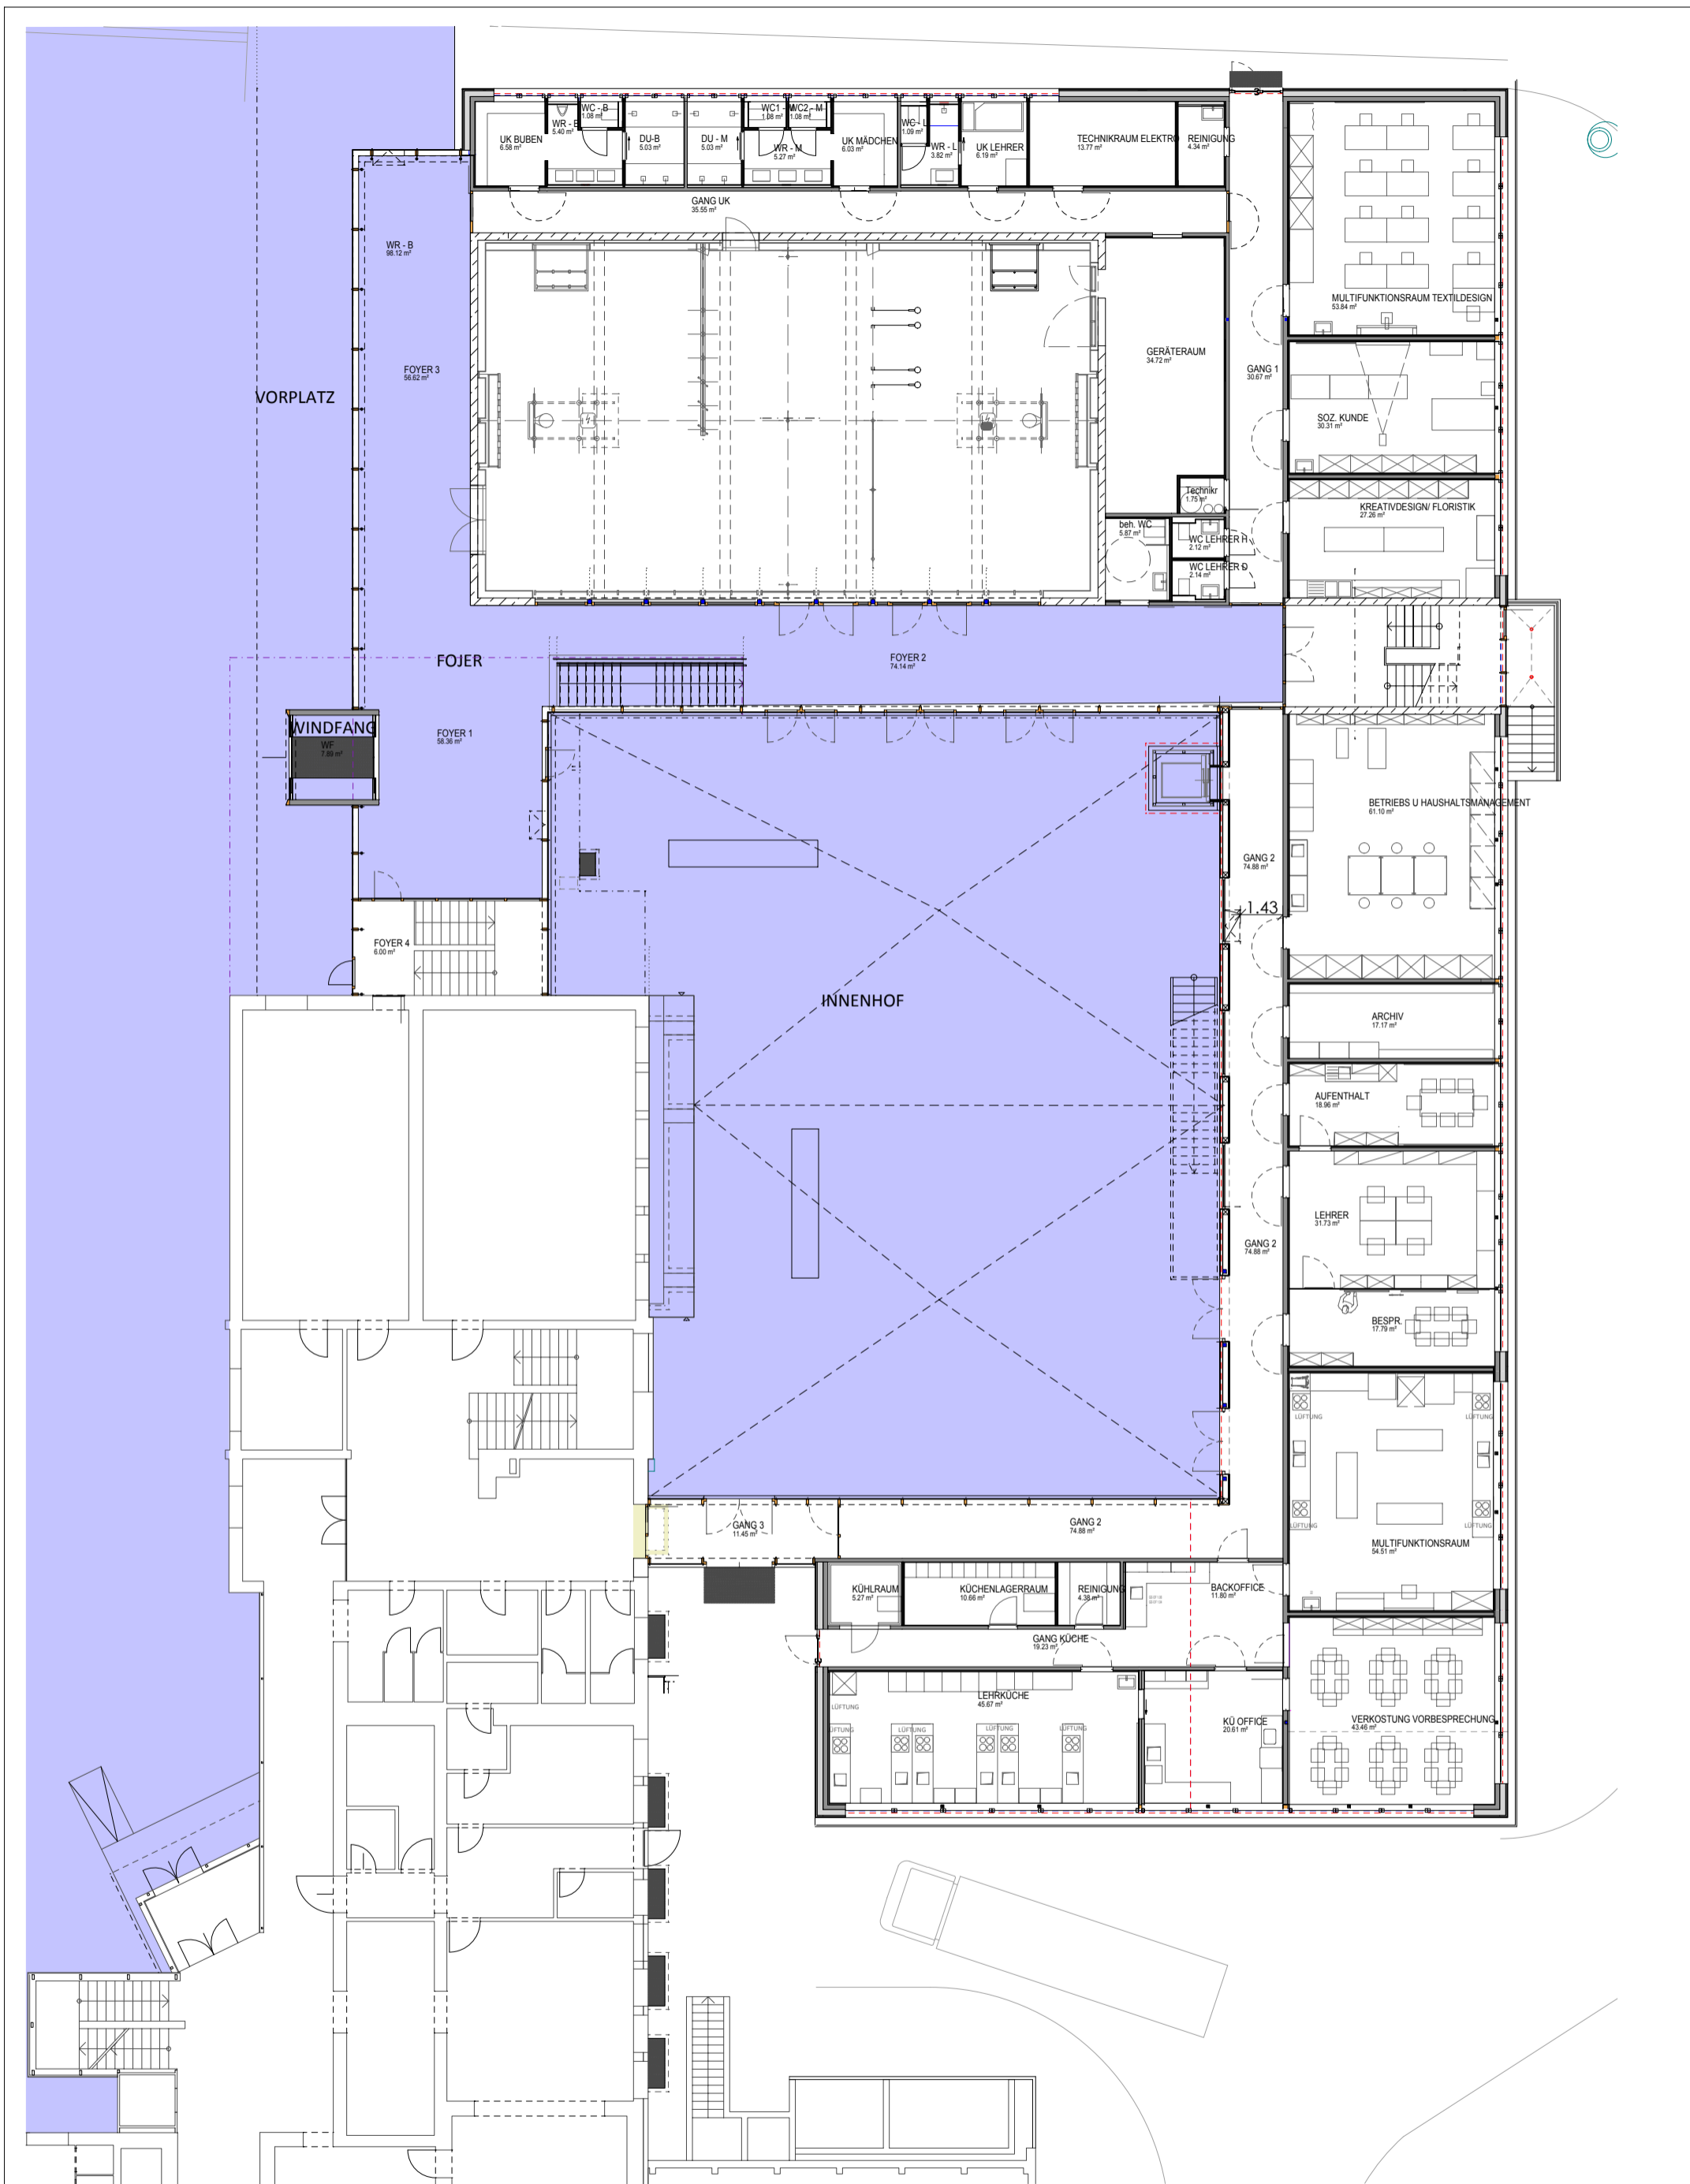 WC - B
1.08 m²
WR - B
5.40 m²
UK BUBEN
6.58 m²
DU-B
5.03 m²
DU - M
5.03 m²
WC1 - M
1.08 m²
WC2 - M
1.08 m²
WR - M
5.27 m²
UK MÄDCHEN
6.03 m²
WC - L
1.09 m²
WR - L
3.82 m²
UK LEHRER
6.19 m²
TECHNIKRAUM ELEKTRO
13.77 m²
REINIGUNG
4.34 m²
GANG UK
35.55 m²
WR - B
98.12 m²
MULTIFUNKTIONSRAUM TEXTILDESIGN
53.84 m²
FOYER 3
56.62 m²
VORPLATZ
GERÄTERAUM
34.72 m²
GANG 1
30.67 m²
SOZ. KUNDE
30.31 m²
Technikr
1.75 m²
KREATIVDESIGN/ FLORISTIK
27.26 m²
beh. WC
5.87 m²
WC LEHRER H
2.12 m²
WC LEHRER D
2.14 m²
FOJER
FOYER 2
74.14 m²
WINDFANG
WF
7.89 m²
FOYER 1
58.36 m²
BETRIEBS U HAUSHALTSMANAGEMENT
61.10 m²
GANG 2
74.88 m²
1.43
FOYER 4
6.00 m²
INNENHOF
ARCHIV
17.17 m²
AUFENTHALT
18.96 m²
LEHRER
31.73 m²
GANG 2
74.88 m²
BESPR.
17.79 m²
LÜFTUNG
LÜFTUNG
LÜFTUNG
LÜFTUNG
MULTIFUNKTIONSRAUM
54.51 m²
GANG 3
11.45 m²
GANG 2
74.88 m²
KÜHLRAUM
5.27 m²
KÜCHENLAGERRAUM
10.66 m²
REINIGUNG
4.38 m²
BACKOFFICE
11.80 m²
GANG KÜCHE
19.23 m²
LEHRKÜCHE
45.67 m²
LÜFTUNG
LÜFTUNG
LÜFTUNG
LÜFTUNG
LÜFTUNG
KÜ OFFICE
20.61 m²
VERKOSTUNG VORBESPRECHUNG
43.46 m²